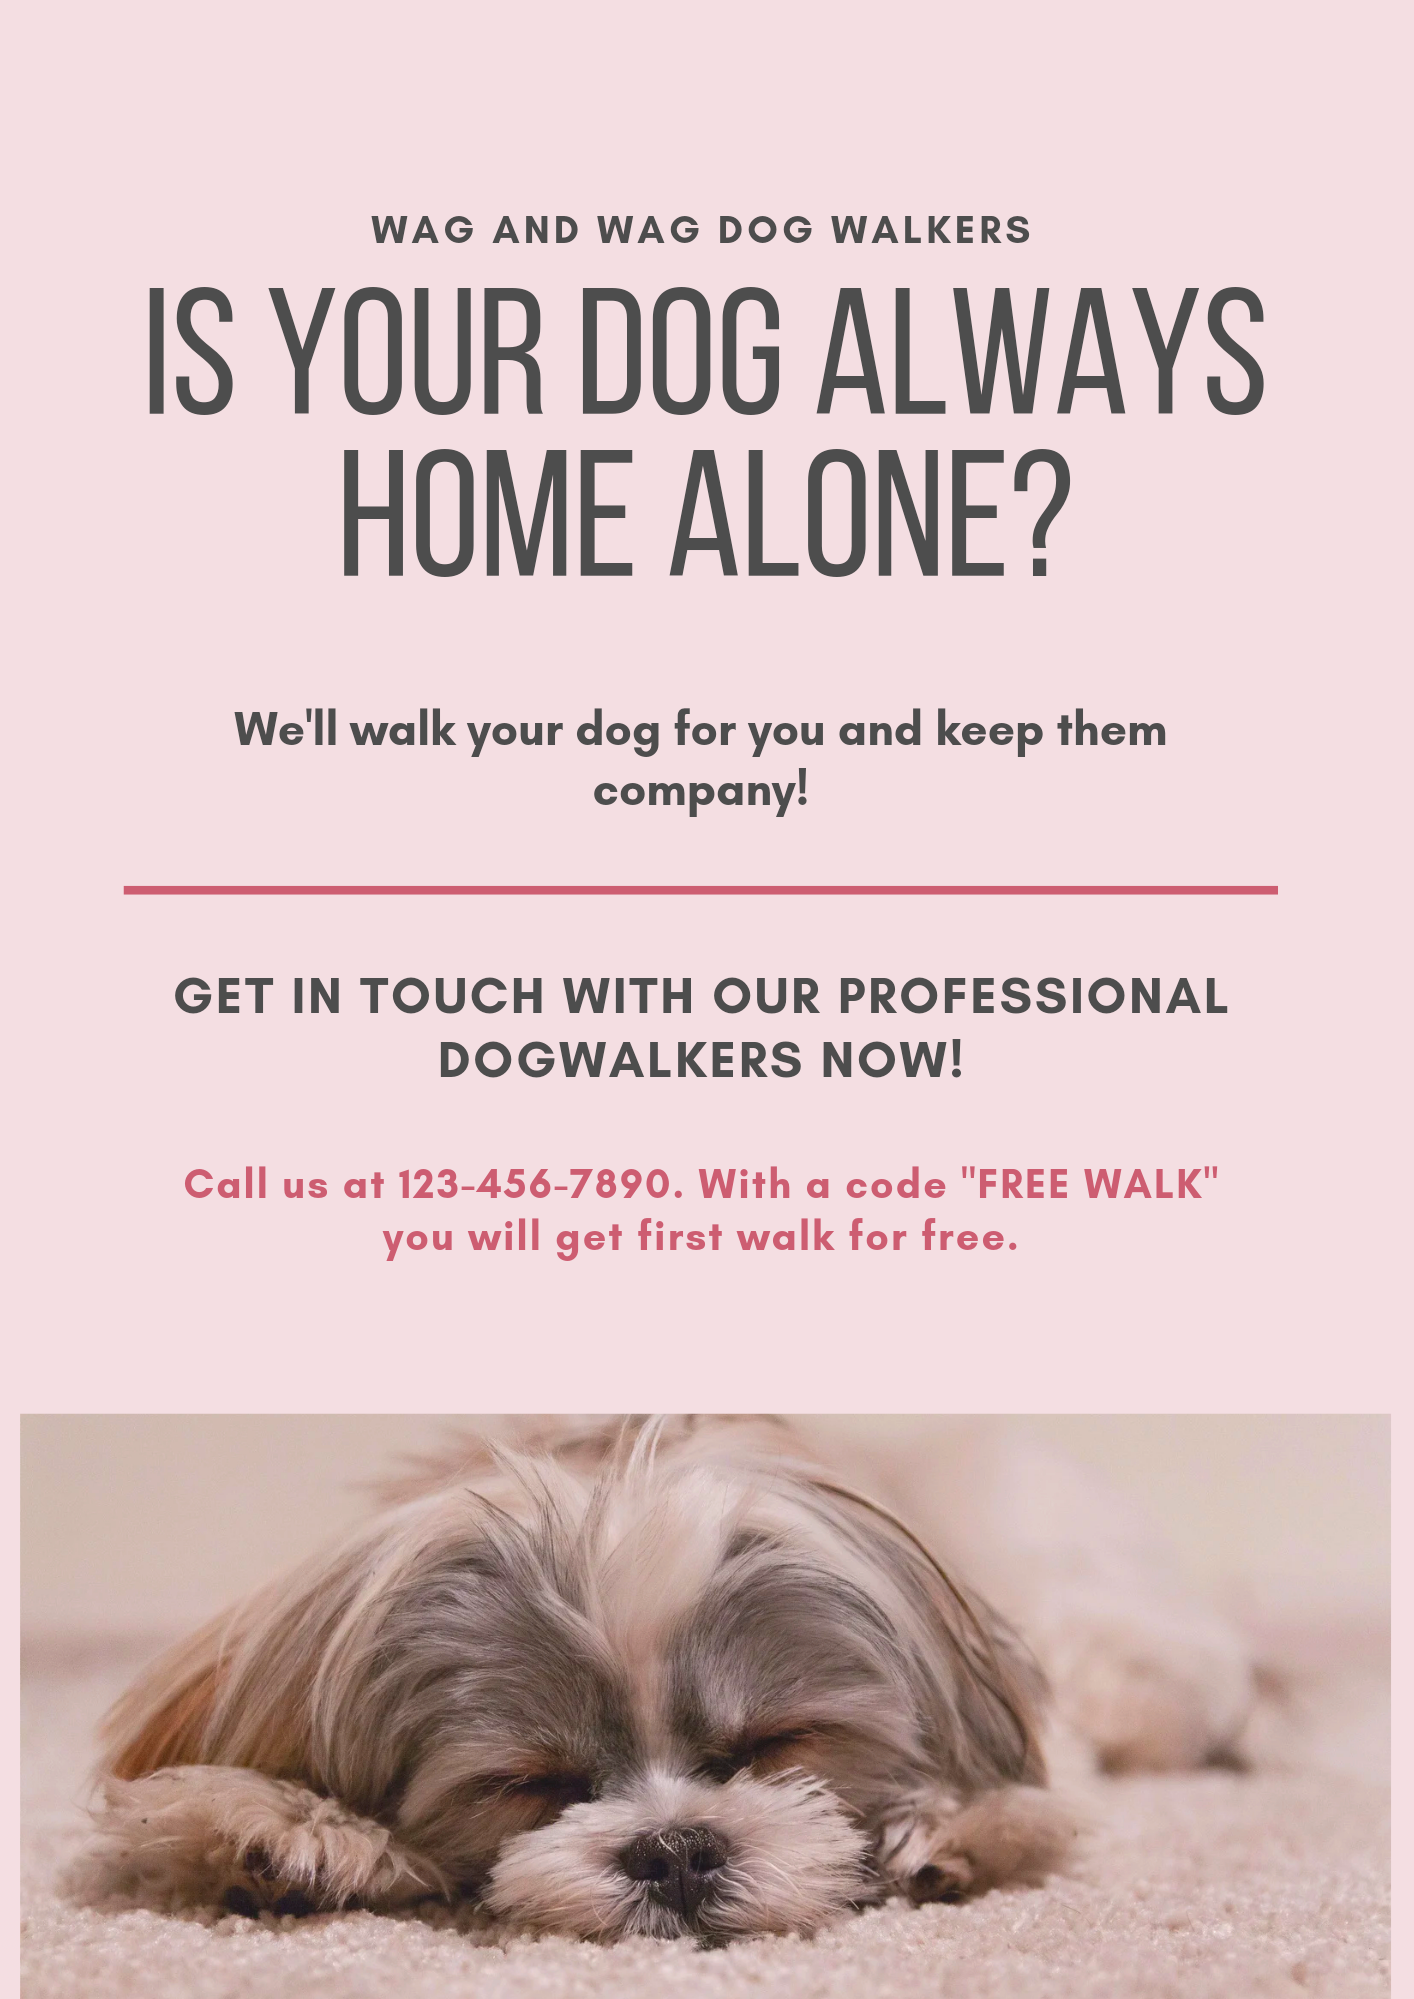 WAG AND WAG DOG WALKERS
IS YOUR DOG ALWAYS
HOME ALONE?
We'll walk your dog for you and keep them
company!
GET IN TOUCH WITH OUR PROFESSIONAL
DOGWALKERS NOW!
Call us at 123-456-7890. With a code "FREE WALK"
you will get first walk for free.